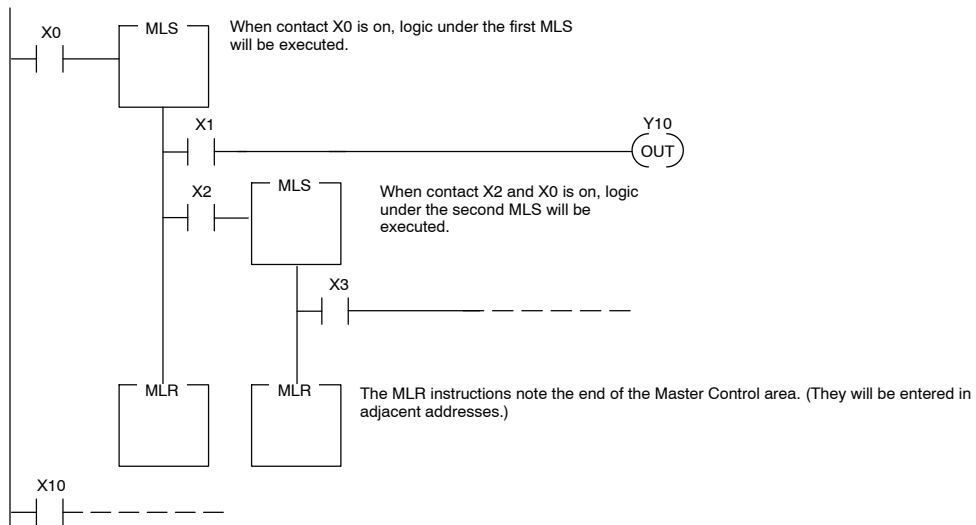 X0
MLS
When contact X0 is on, logic under the first MLS
will be executed.
X1
Y10
OUT
X2
MLS
When contact X2 and X0 is on, logic
under the second MLS will be
executed.
X3
MLR
MLR
The MLR instructions note the end of the Master Control area. (They will be entered in
adjacent addresses.)
X10